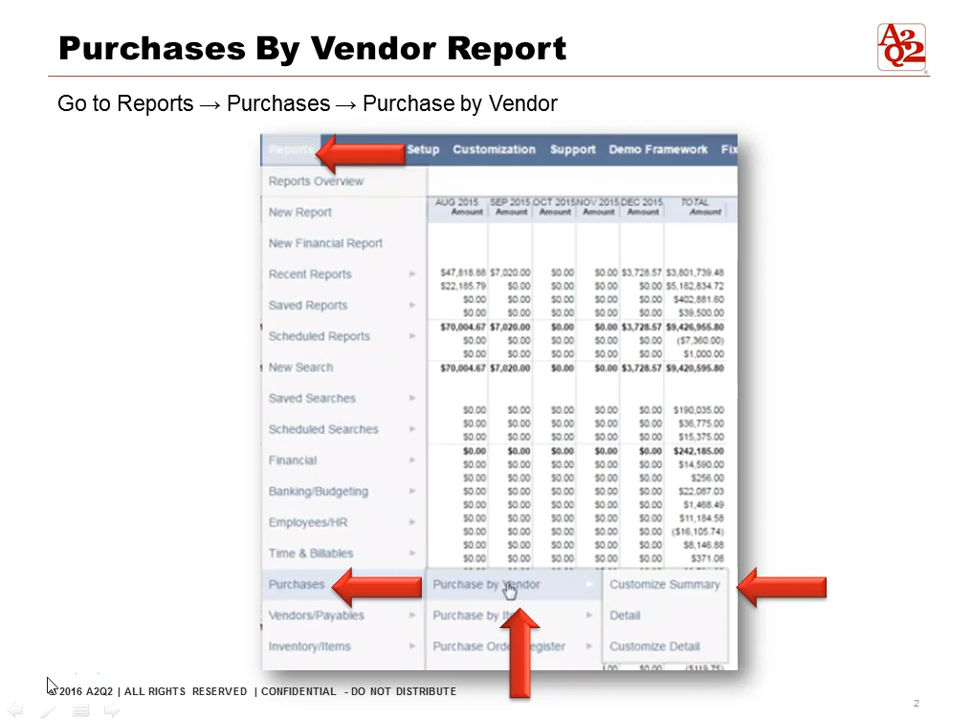 Purchases By Vendor Report
A2
Q2
Go to Reports → Purchases → Purchase by Vendor
Reports Setup Customization Support Demo Framework Fix
Reports Overview
New Report
New Financial Report
Recent Reports
Saved Reports
Scheduled Reports
New Search
Saved Searches
Scheduled Searches
Financial
Banking/Budgeting
Employees/HR
Time & Billables
Purchases
Vendors/Payables
Inventory/Items
AUG 2015 SEP 2015 OCT 2015 NOV 2015 DEC 2015 TOTAL
Amount Amount Amount Amount Amount Amount
$47,818.88 $7,020.00 $0.00 $0.00 $3,728.57 $3,801,739.48
$22,185.79 $0.00 $0.00 $0.00 $0.00 $5,182,834.72
$0.00 $0.00 $0.00 $0.00 $0.00 $402,881.60
$0.00 $0.00 $0.00 $0.00 $0.00 $39,500.00
$70,004.67 $7,020.00 $0.00 $0.00 $3,728.57 $9,426,955.80
$0.00 $0.00 $0.00 $0.00 $0.00 ($7,360.00)
$0.00 $0.00 $0.00 $0.00 $0.00 $1,000.00
$70,004.67 $7,020.00 $0.00 $0.00 $3,728.57 $9,420,595.80
$0.00 $0.00 $0.00 $0.00 $0.00 $190,035.00
$0.00 $0.00 $0.00 $0.00 $0.00 $36,775.00
$0.00 $0.00 $0.00 $0.00 $0.00 $15,375.00
$0.00 $0.00 $0.00 $0.00 $0.00 $242,185.00
$0.00 $0.00 $0.00 $0.00 $0.00 $14,590.00
$0.00 $0.00 $0.00 $0.00 $0.00 $256.00
$0.00 $0.00 $0.00 $0.00 $0.00 $22,087.03
$0.00 $0.00 $0.00 $0.00 $0.00 $1,468.49
$0.00 $0.00 $0.00 $0.00 $0.00 $11,184.58
$0.00 $0.00 $0.00 $0.00 $0.00 ($16,105.74)
$0.00 $0.00 $0.00 $0.00 $0.00 $8,146.88
$0.00 $0.00 $0.00 $0.00 $0.00 $371.08
Purchase by Vendor
Purchase by
Purchase Register
Customize Summary
Detail
Customize Detail
$0.00 $0.00 ($119.75)
2016 A2Q2 | ALL RIGHTS RESERVED | CONFIDENTIAL - DO NOT DISTRIBUTE
2